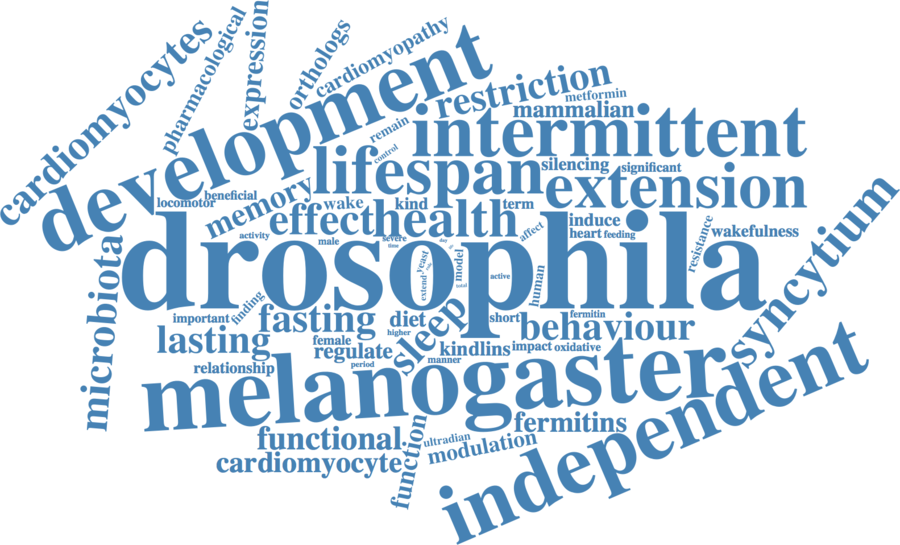 cardiomyocytes
pharmacological
expression
orthologs
cardiomyopathy
development
restriction
metformin
mammalian
remain
intermittent
control
lifespan
silencing
significant
extension
locomotor
beneficial
memory
wake
kind
term
effect
health
induce
heart
feeding
affect
resistance
wakefulness
syncytium
activity
male
severe
time
day
drosophila
yeast
extend
model
total
active
human
microbiota
important
finding
fasting
diet
higher
sleep
short
fermitin
behaviour
lasting
female
regulate
period
kindlins
manner
impact
oxidative
relationship
melanogaster
independent
functional
function
ultradian
modulation
fermitins
cardiomyocyte